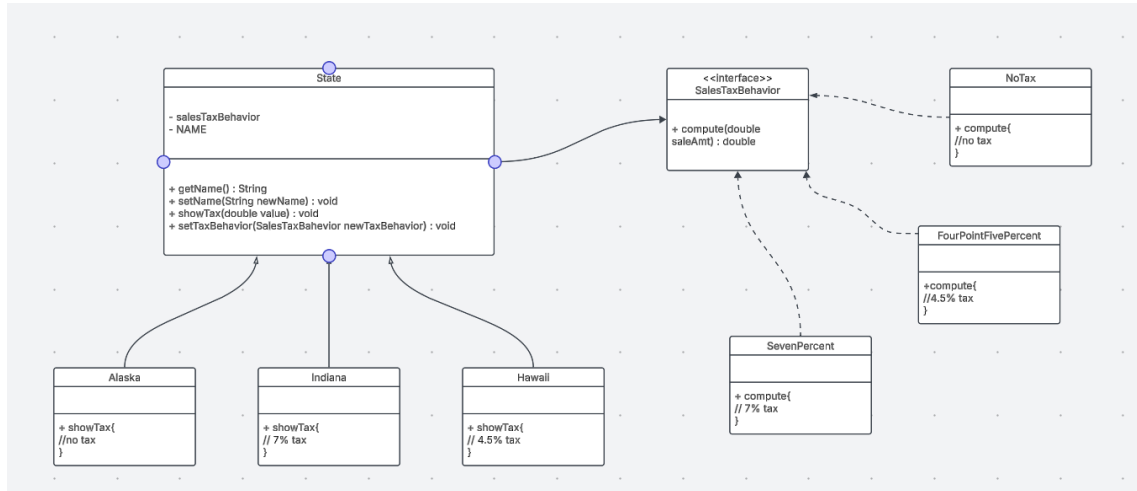 State
- salesTaxBehavior
- NAME
+ getName() : String
+ setName(String newName) : void
+ showTax(double value) : void
+ setTaxBehavior(SalesTaxBahevior newTaxBehavior) : void
<<interface>>
SalesTaxBehavior
+ compute(double
saleAmt) : double
NoTax
+ compute{
//no tax
}
FourPointFivePercent
+compute{
//4.5% tax
}
SevenPercent
+ compute{
// 7% tax
}
Alaska
+ showTax{
//no tax
}
Indiana
+ showTax{
// 7% tax
}
Hawaii
+ showTax{
// 4.5% tax
}